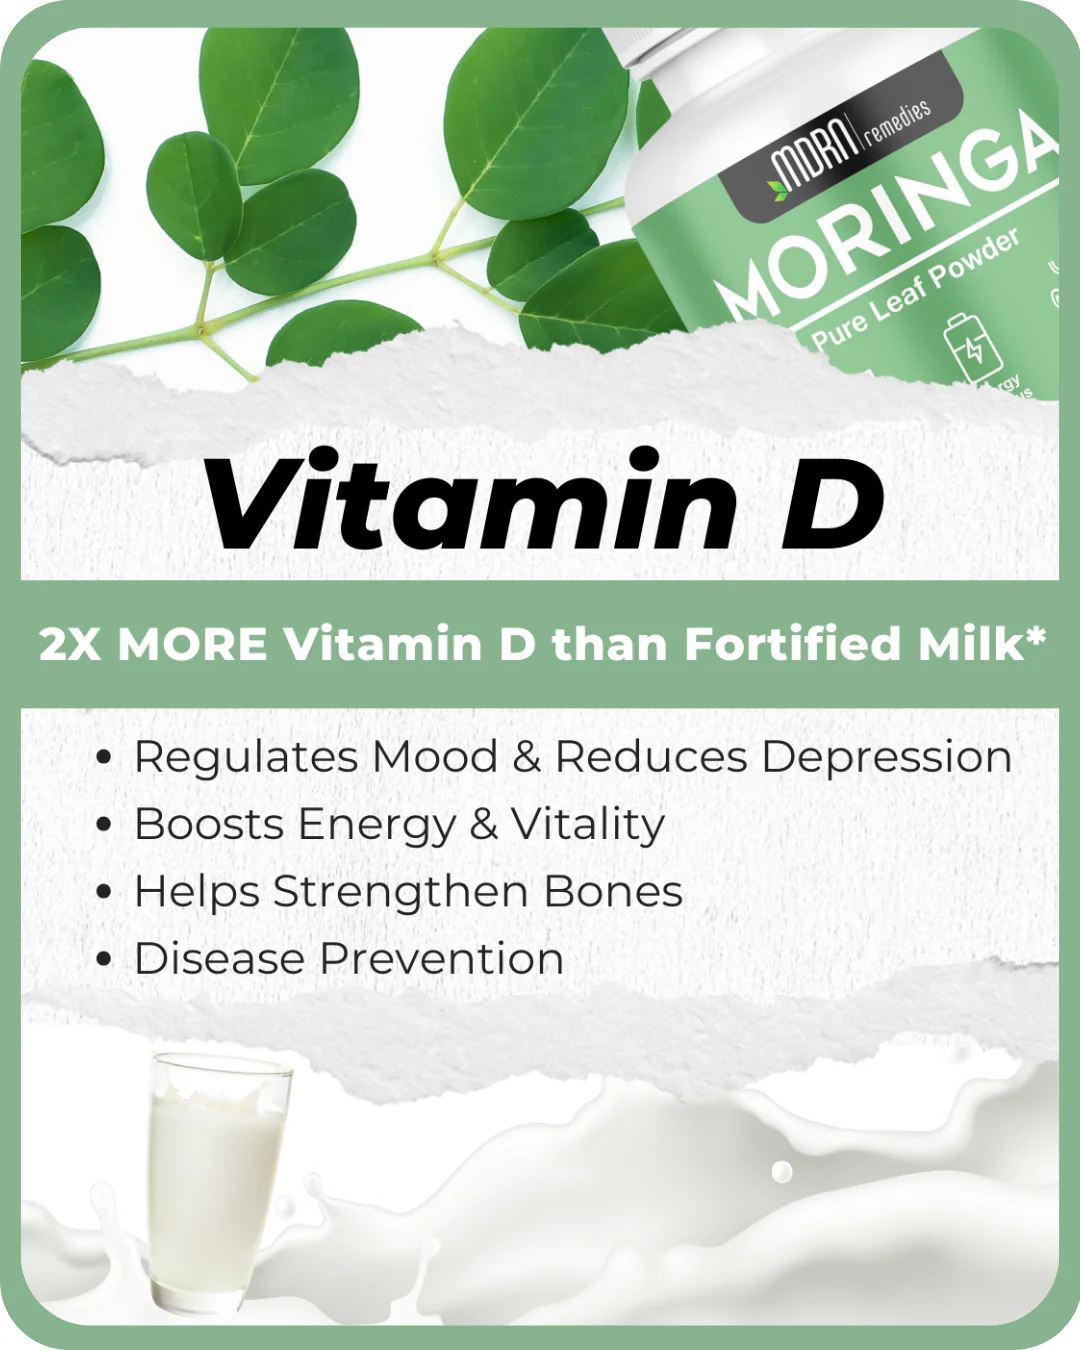 MDRN remedies
MORINGA
Pure Leaf Powder
Vitamin D
2X MORE Vitamin D than Fortified Milk*
• Regulates Mood & Reduces Depression
• Boosts Energy & Vitality
• Helps Strengthen Bones
• Disease Prevention